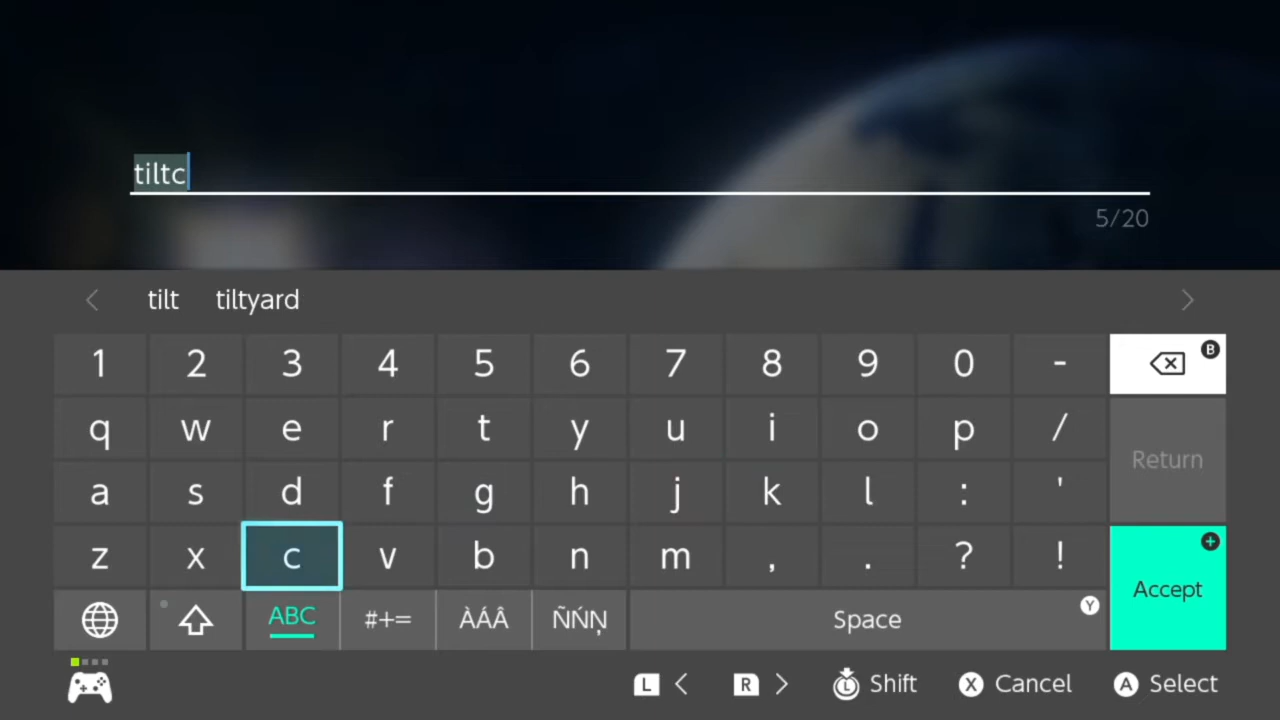 tiltc
5/20
tilt tiltyard
1 2 3 4 5 6 7 8 9 0 - B
q w e r t y u i o p /
Return
a s d f g h j k l : '
z x c v b n m , . ? ! +
Accept
ABC #+= ÀÁÂ ÑŃŅ Space Y
L R L Shift X Cancel A Select